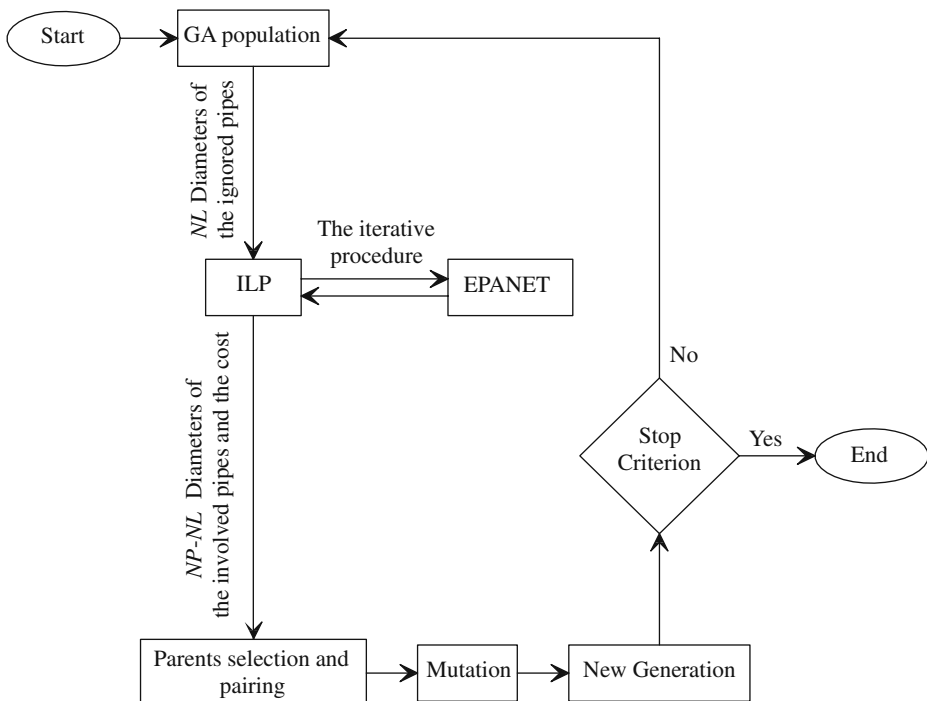 Start
GA population
NL Diameters of
the ignored pipes
The iterative
procedure
ILP
EPANET
NP-NL Diameters of
the involved pipes and the cost
No
Stop
Criterion
Yes
End
Parents selection and
pairing
Mutation
New Generation